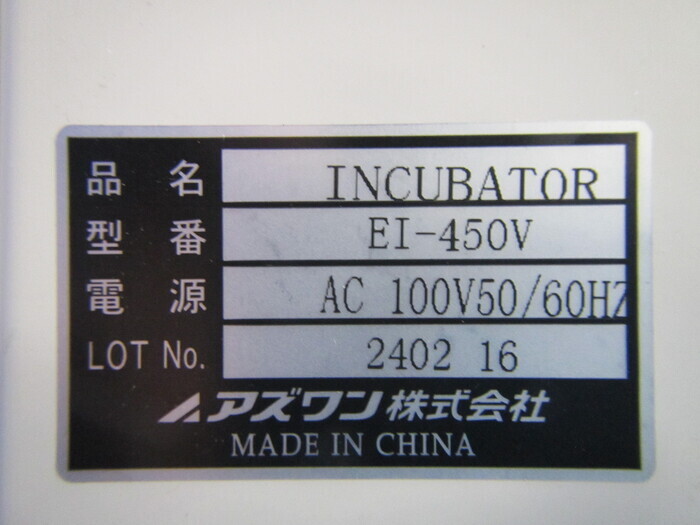 品 名 INCUBATOR
型 番 EI-450V
電 源 AC 100V50/60HZ
LOT No. 2402 16
アズワン株式会社
MADE IN CHINA